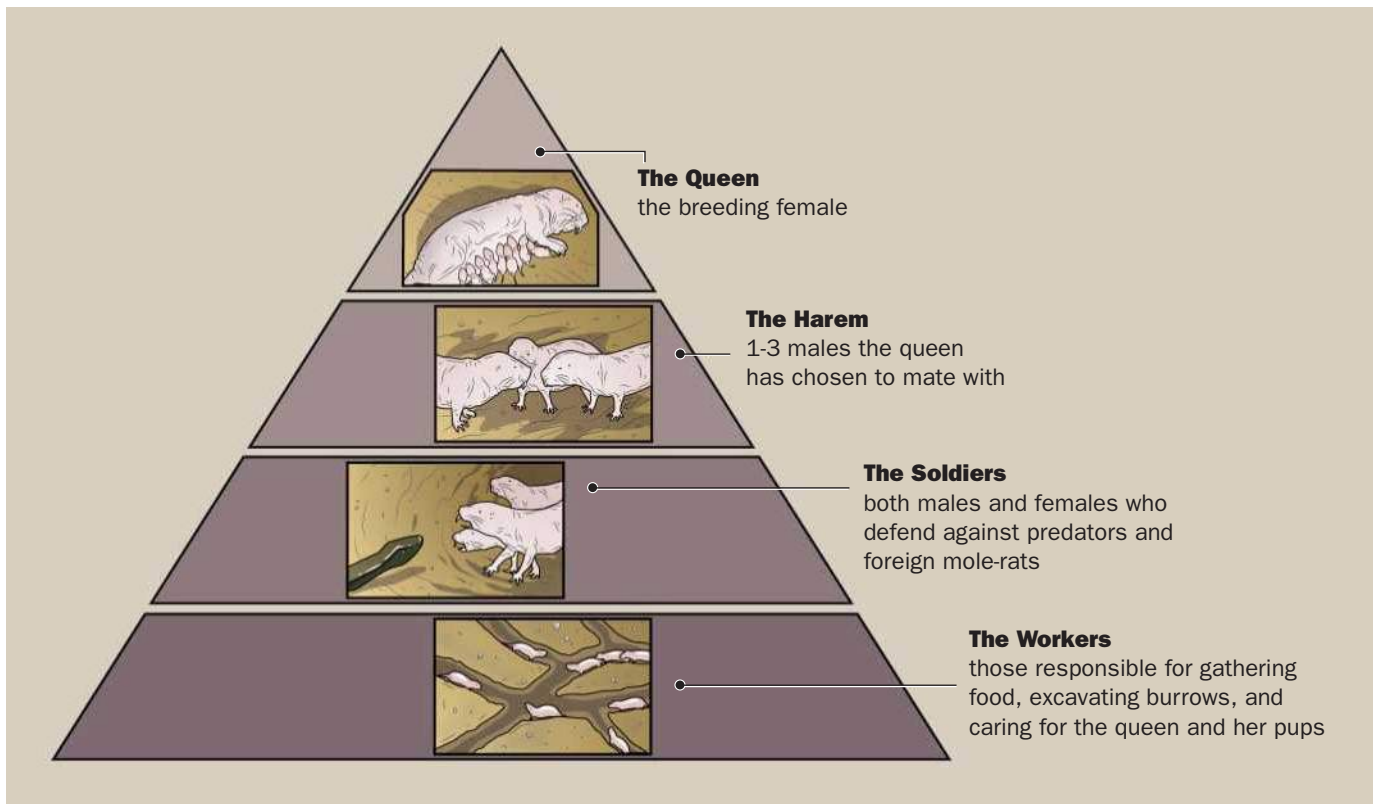 The Queen
the breeding female
The Harem
1-3 males the queen
has chosen to mate with
The Soldiers
both males and females who
defend against predators and
foreign mole-rats
The Workers
those responsible for gathering
food, excavating burrows, and
caring for the queen and her pups